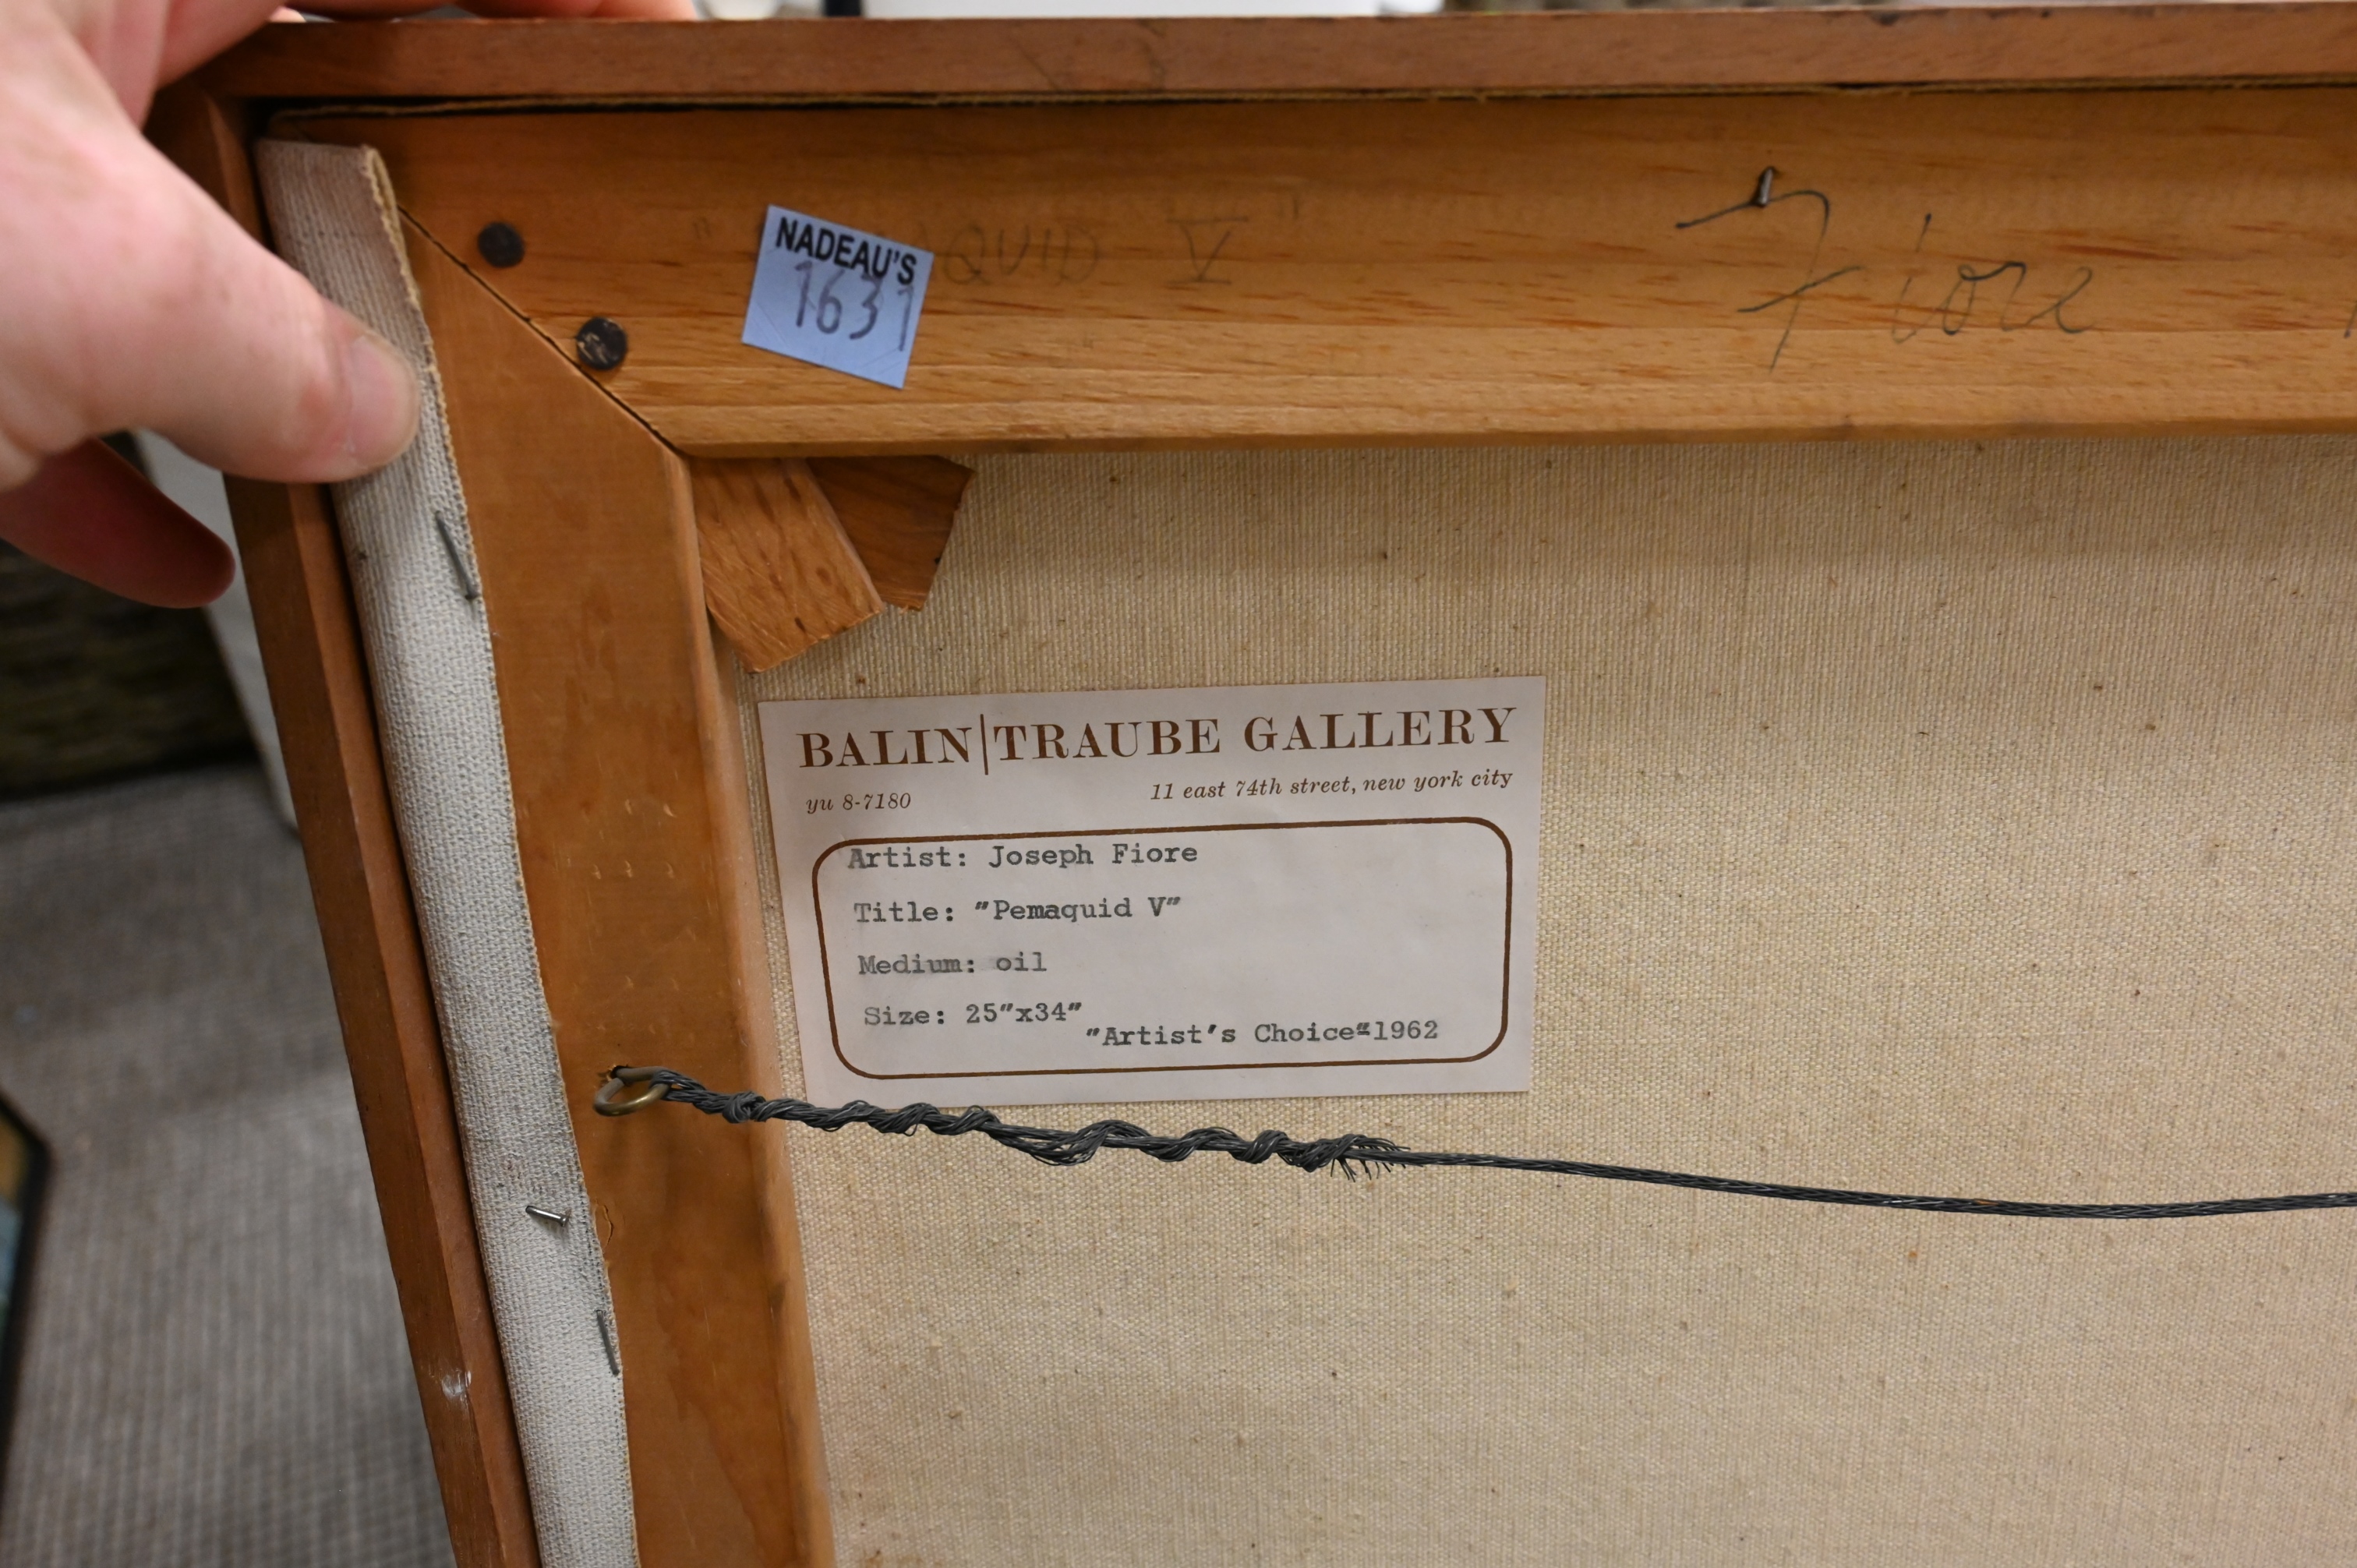 NADEAU'S
1631
" QUID V"
Fiore
BALIN|TRAUBE GALLERY
yu 8-7180 11 east 74th street, new york city
Artist: Joseph Fiore
Title: "Pemaquid V"
Medium: oil
Size: 25"x34"
"Artist's Choice"1962